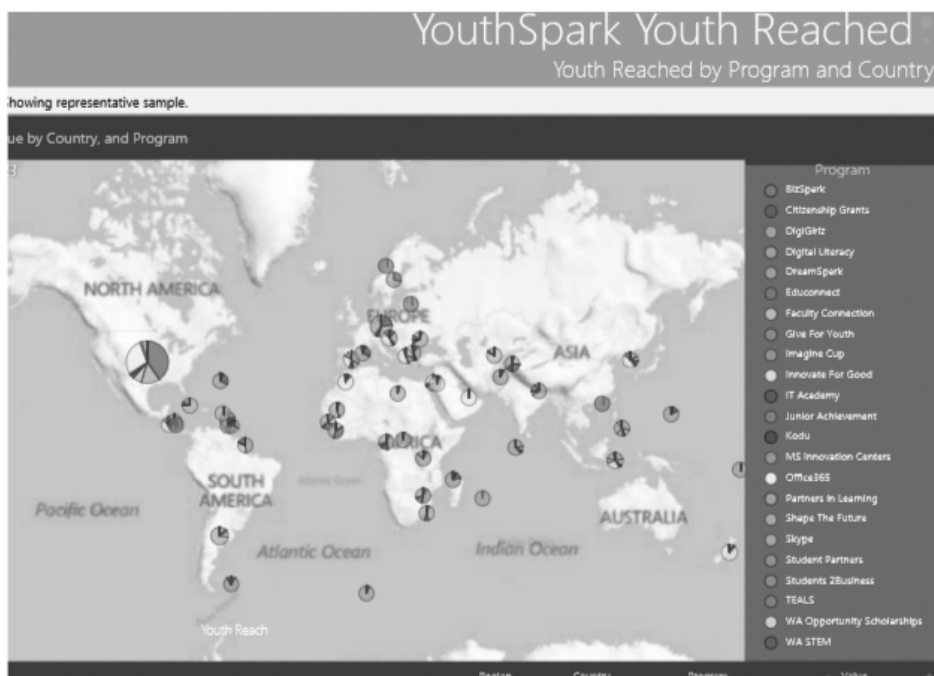 YouthSpark Youth Reached
Youth Reached by Program and Country
Showing representative sample.
ue by Country, and Program
NORTH AMERICA
EUROPE
ASIA
AFRICA
SOUTH
AMERICA
AUSTRALIA
Pacific Ocean
Atlantic Ocean
Atlantic Ocean
Indian Ocean
Youth Reach
Program
BizSpark
Citizenship Grants
DigiGirlz
Digital Literacy
DreamSpark
Educonnect
Faculty Connection
Give For Youth
Imagine Cup
Innovate For Good
IT Academy
Junior Achievement
Kodu
MS Innovation Centers
Office365
Partners In Learning
Shape The Future
Skype
Student Partners
Students 2Business
TEALS
WA Opportunity Scholarships
WA STEM
Region Country Program Value